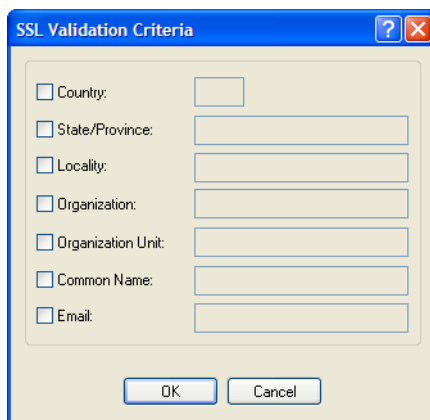 SSL Validation Criteria
?
Country:
State/Province:
Locality:
Organization:
Organization Unit:
Common Name:
Email:
OK Cancel